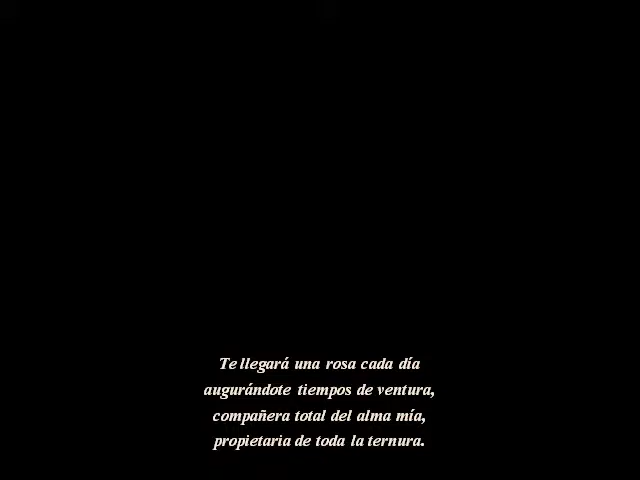 Te llegará una rosa cada día
augurándote tiempos de ventura,
compañera total del alma mía,
propietaria de toda la ternura.